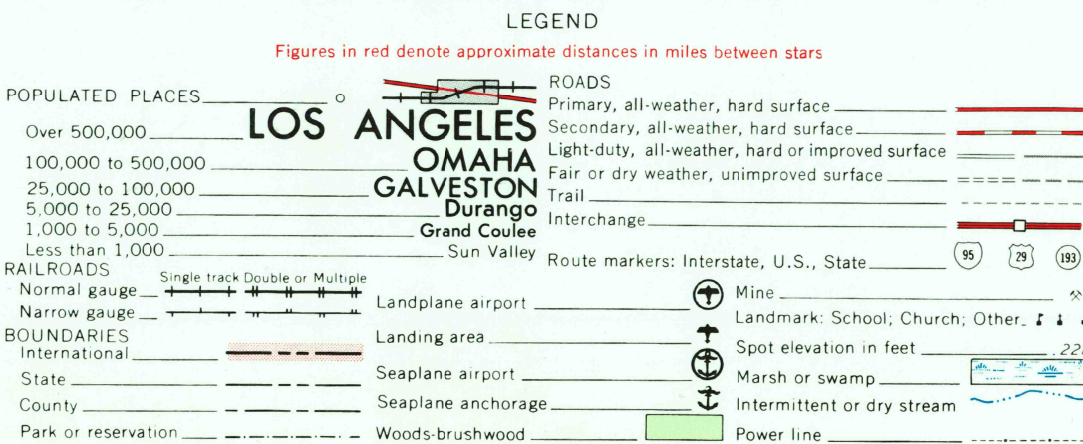 LEGEND
Figures in red denote approximate distances in miles between stars
POPULATED PLACES
Over 500,000 LOS ANGELES
100,000 to 500,000 OMAHA
25,000 to 100,000 GALVESTON
5,000 to 25,000 Durango
1,000 to 5,000 Grand Coulee
Less than 1,000 Sun Valley
RAILROADS
Single track Double or Multiple
Normal gauge
Narrow gauge
BOUNDARIES
International
State
County
Park or reservation
Landplane airport
Landing area
Seaplane airport
Seaplane anchorage
Woods-brushwood
ROADS
Primary, all-weather, hard surface
Secondary, all-weather, hard surface
Light-duty, all-weather, hard or improved surface
Fair or dry weather, unimproved surface
Trail
Interchange
Route markers: Interstate, U.S., State 95 29 193
Mine
Landmark: School; Church; Other
Spot elevation in feet
Marsh or swamp
Intermittent or dry stream
Power line